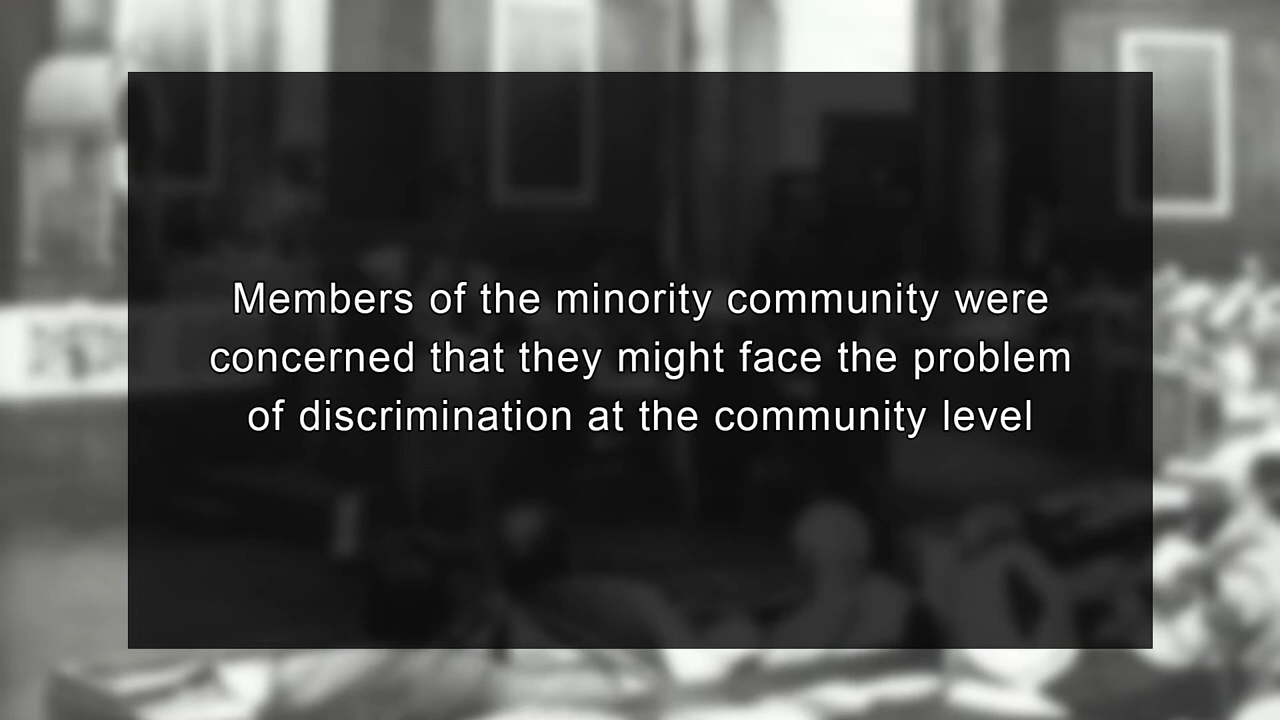 Members of the minority community were
concerned that they might face the problem
of discrimination at the community level